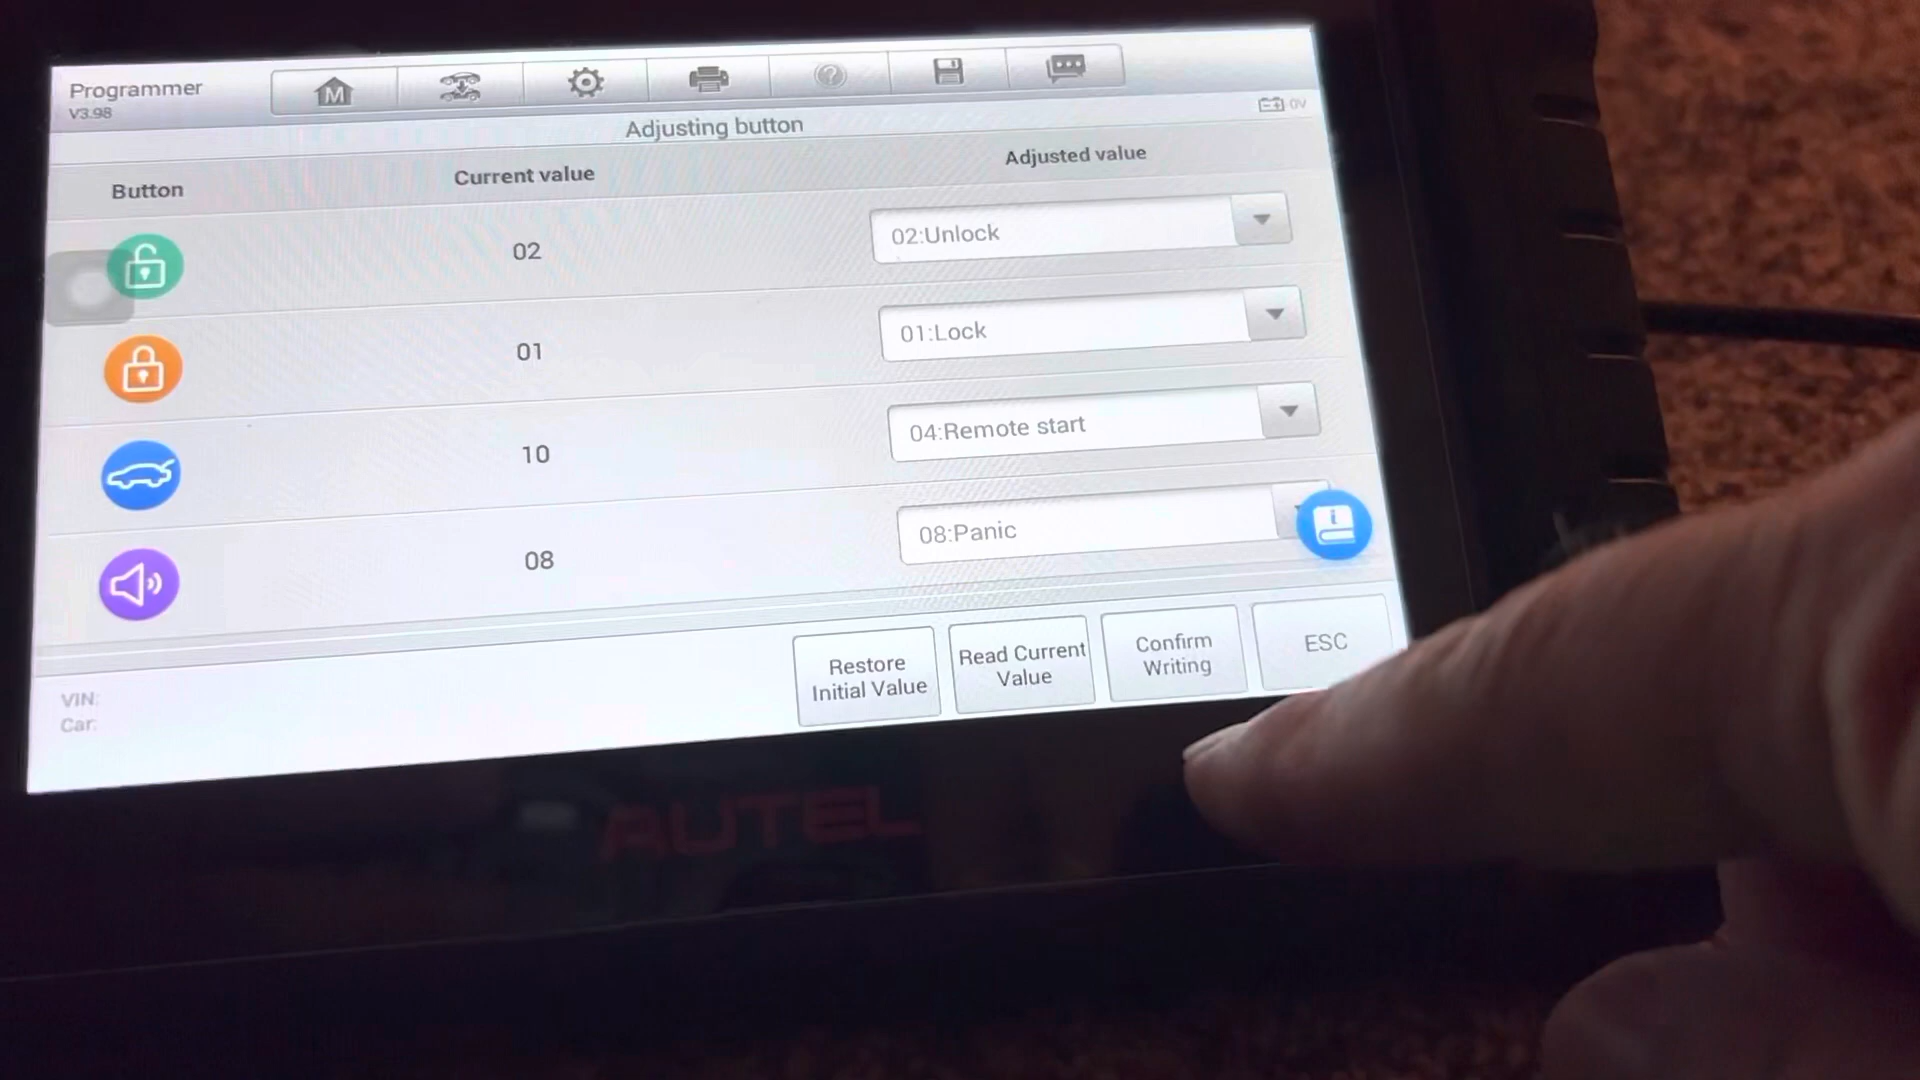 Programmer
V3.98
M
0V
Adjusting button
Button
Current value
Adjusted value
02
02:Unlock
01
01:Lock
10
04:Remote start
08
08:Panic
Restore
Initial Value
Read Current
Value
Confirm
Writing
ESC
VIN:
Car:
AUTEL